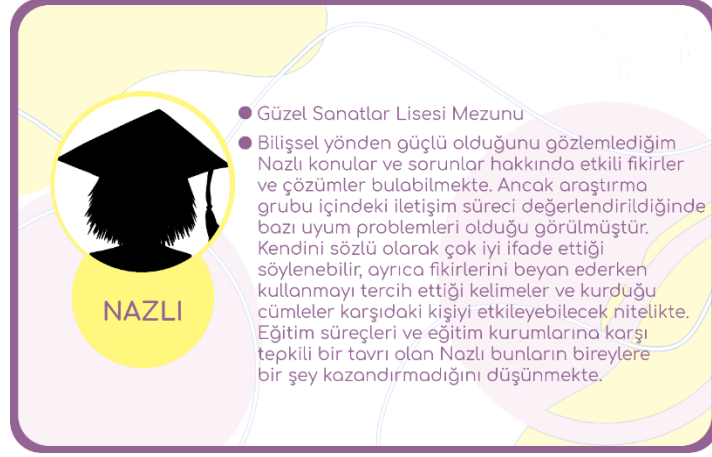 NAZLI
Güzel Sanatlar Lisesi Mezunu
Bilişsel yönden güçlü olduğunu gözlemlediğim
Nazlı konular ve sorunlar hakkında etkili fikirler
ve çözümler bulabilmekte. Ancak araştırma
grubu içindeki iletişim süreci değerlendirildiğinde
bazı uyum problemleri olduğu görülmüştür.
Kendini sözlü olarak çok iyi ifade ettiği
söylenebilir, ayrıca fikirlerini beyan ederken
kullanmayı tercih ettiği kelimeler ve kurduğu
cümleler karşıdaki kişiyi etkileyebilecek nitelikte.
Eğitim süreçleri ve eğitim kurumlarına karşı
tepkili bir tavrı olan Nazlı bunların bireylere
bir şey kazandırmadığını düşünmekte.